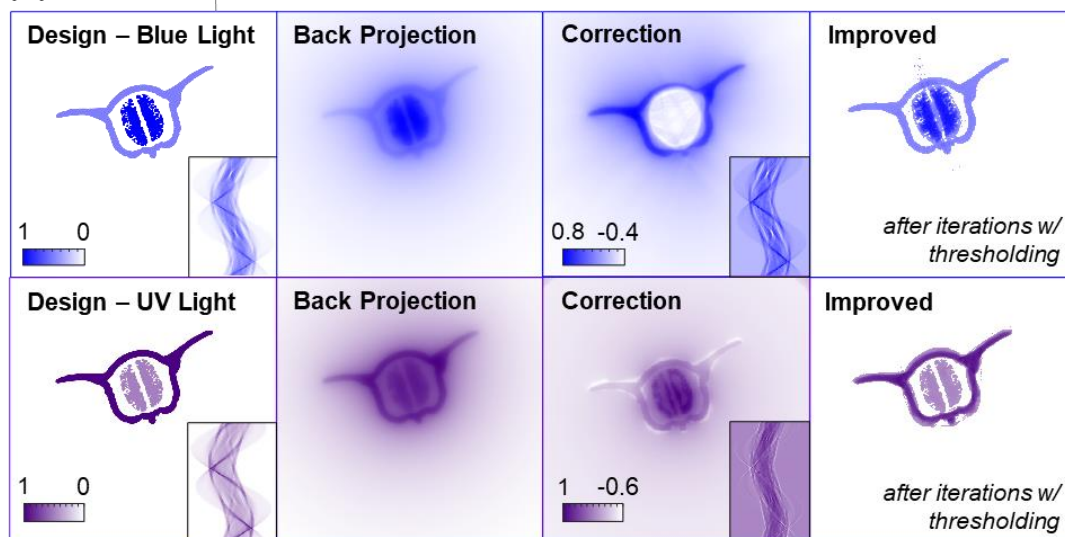 Design – Blue Light
Back Projection
Correction
Improved
1 0
0.8 -0.4
after iterations w/
thresholding
Design – UV Light
Back Projection
Correction
Improved
1 0
1 -0.6
after iterations w/
thresholding